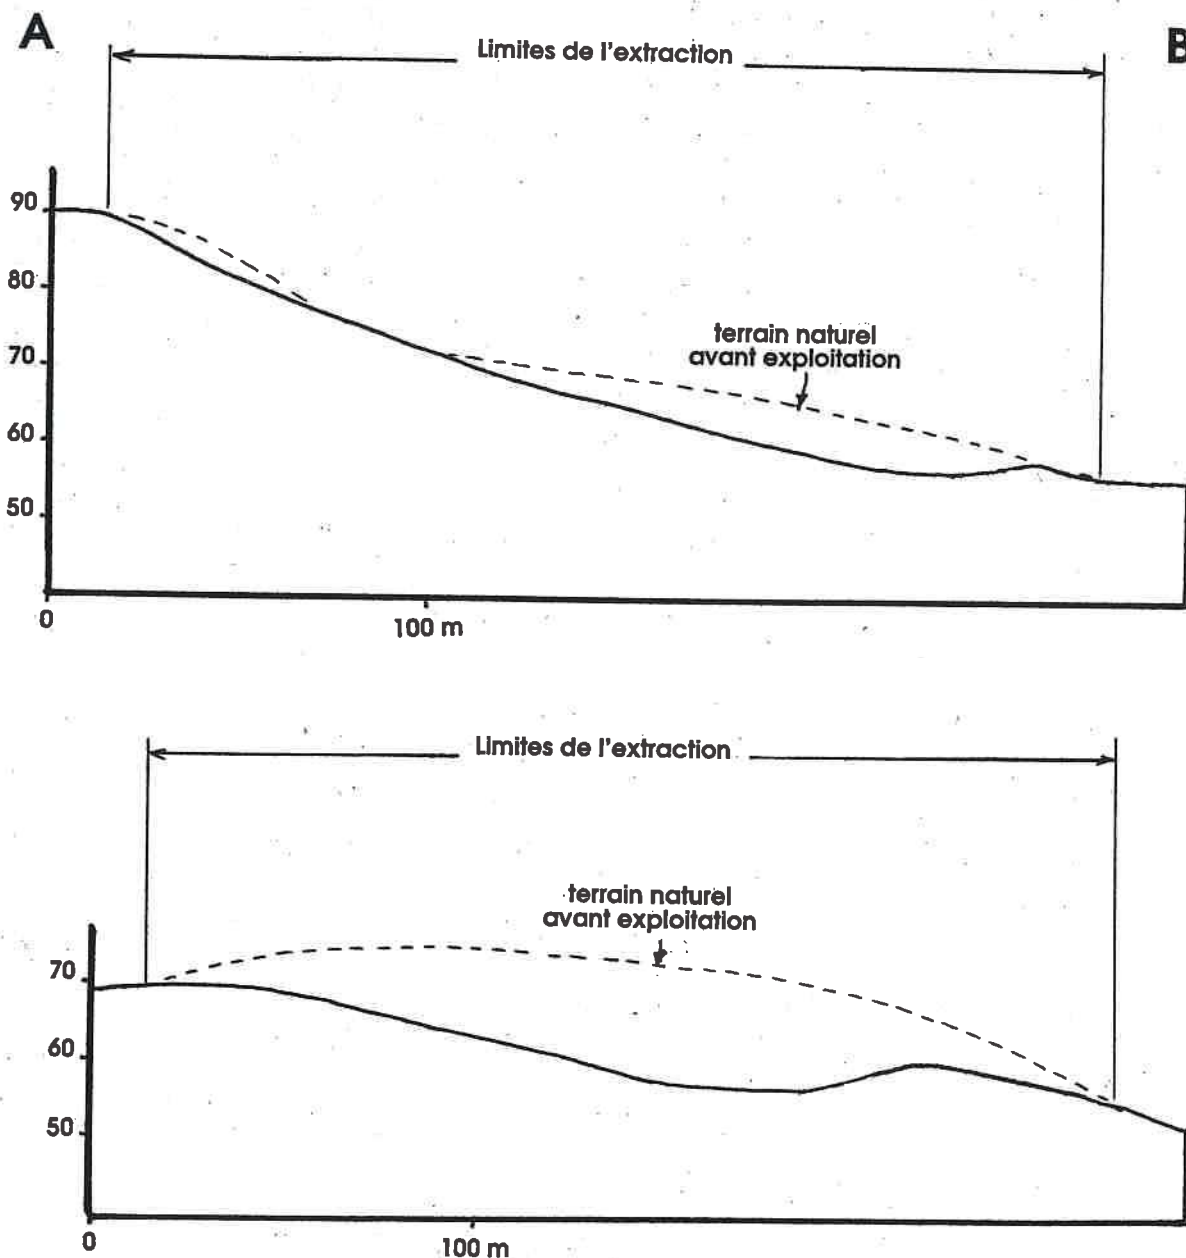 A
B
Limites de l'extraction
90
80
70
60
50
terrain naturel
avant exploitation
0
100 m
Limites de l'extraction
terrain naturel
avant exploitation
70
60
50
0
100 m